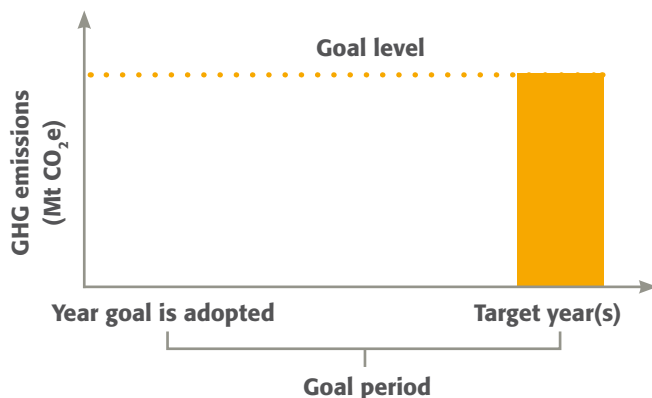 Goal level
GHG emissions
(Mt CO₂e)
Year goal is adopted
Target year(s)
Goal period